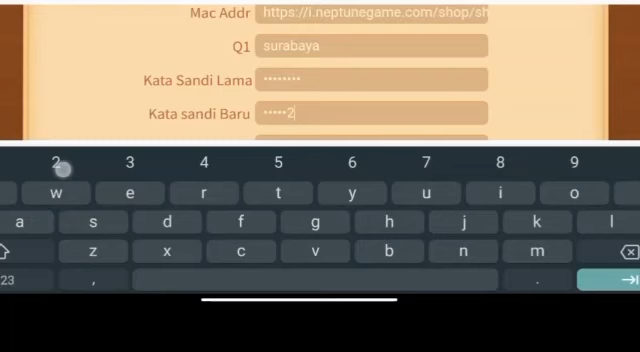 Mac Addr https://i.neptunegame.com/shop/sh
Q1 surabaya
Kata Sandi Lama ••••••••
Kata sandi Baru •••••2
2 3 4 5 6 7 8 9
w e r t y u i o
a s d f g h j k l
z x c v b n m
23 , .